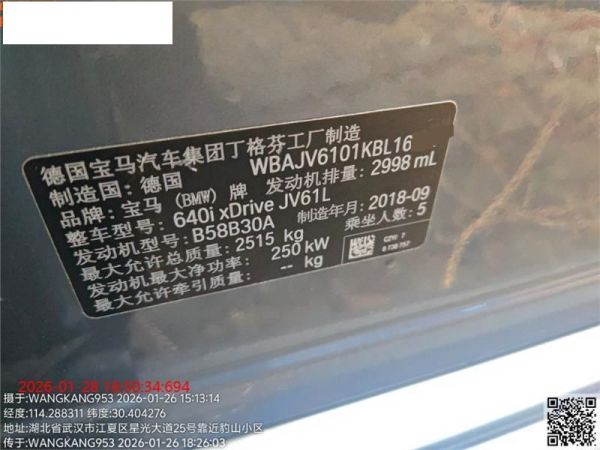 德国宝马汽车集团丁格芬工厂制造
制造国：德国 WBAJV6101KBL16
品牌：宝马（BMW）牌 发动机排量：2998 mL
整车型号：640i xDrive JV61L
发动机型号：B58B30A 制造年月：2018-09
最大允许总质量：2515 kg 乘坐人数：5
发动机最大净功率：250 kW
最大允许牵引质量：-- kg
2026-01-28 14:50:34:694
摄于:WANGKANG953 2026-01-26 15:13:14
经度:114.288311 纬度:30.404276
地址:湖北省武汉市江夏区星光大道25号靠近豹山小区
传于:WANGKANG953 2026-01-26 18:26:03